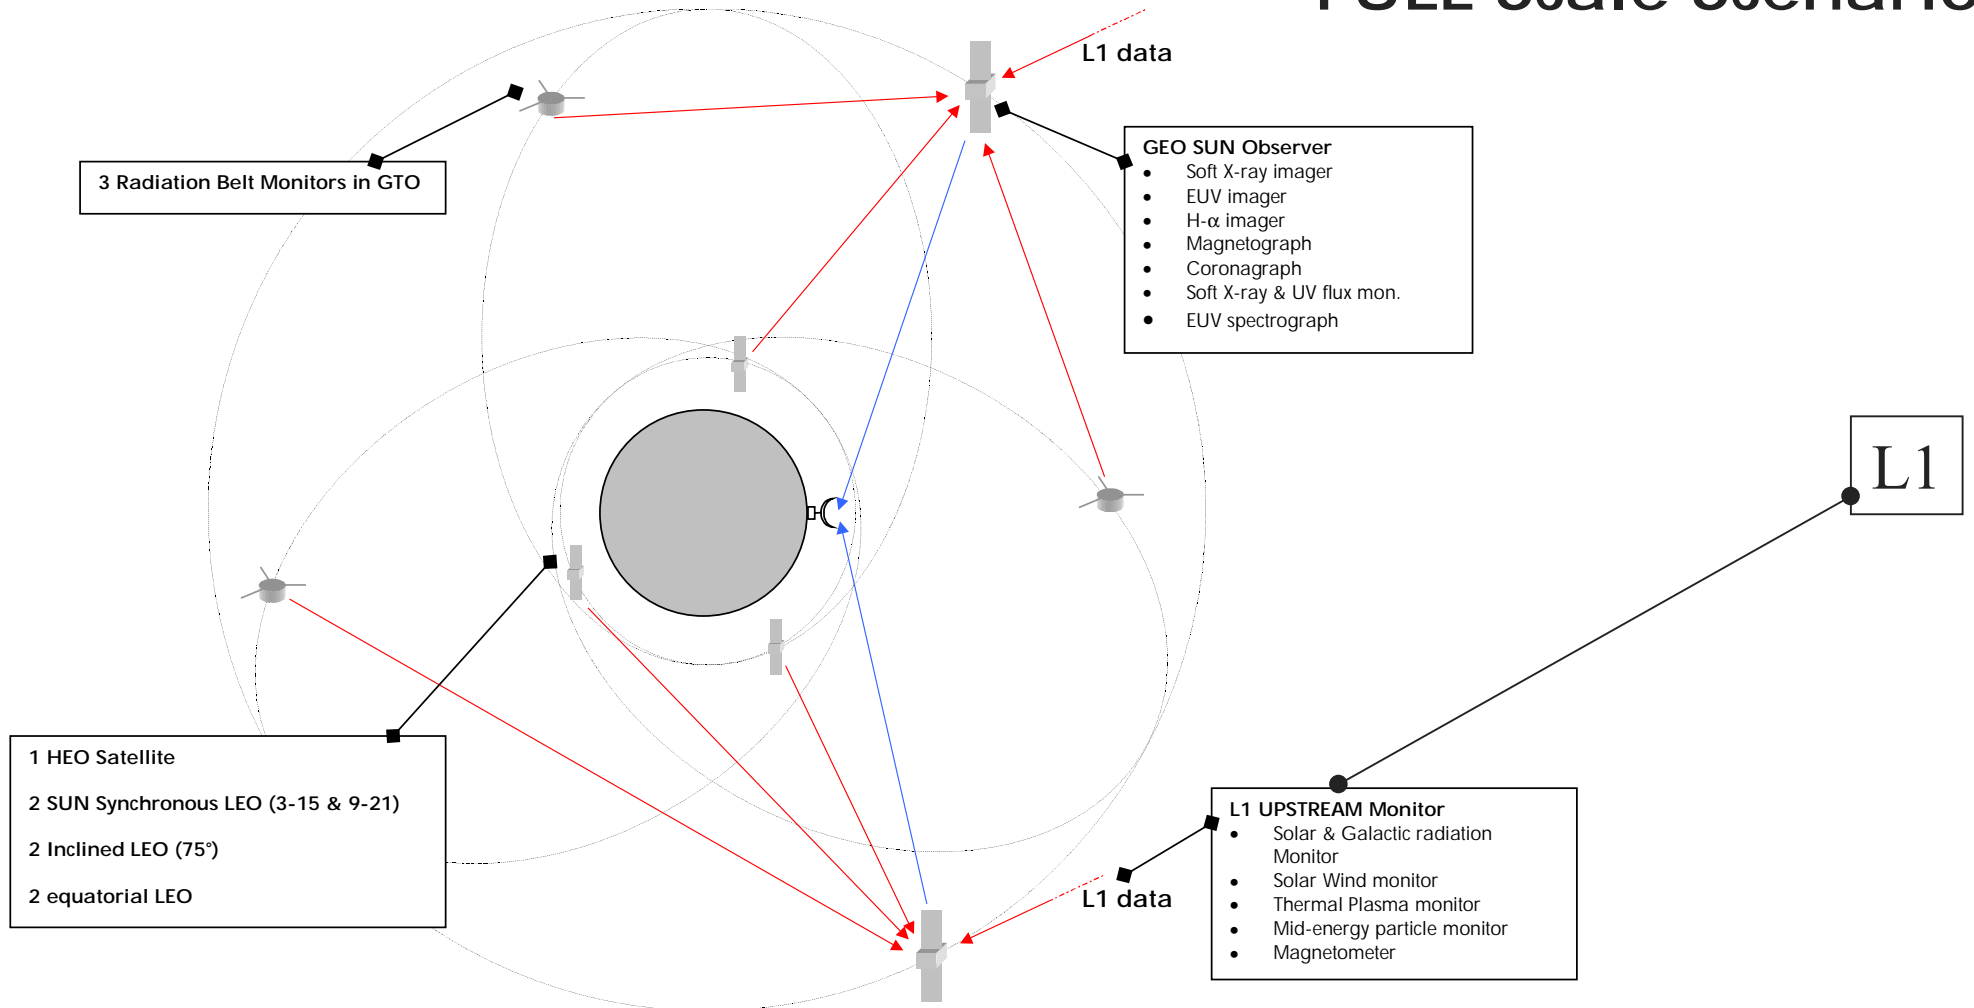 L1 data
3 Radiation Belt Monitors in GTO
GEO SUN Observer
• Soft X-ray imager
• EUV imager
• H-α imager
• Magnetograph
• Coronagraph
• Soft X-ray & UV flux mon.
• EUV spectrograph
L1
1 HEO Satellite
2 SUN Synchronous LEO (3-15 & 9-21)
2 Inclined LEO (75°)
2 equatorial LEO
L1 UPSTREAM Monitor
• Solar & Galactic radiation
Monitor
• Solar Wind monitor
• Thermal Plasma monitor
• Mid-energy particle monitor
• Magnetometer
L1 data